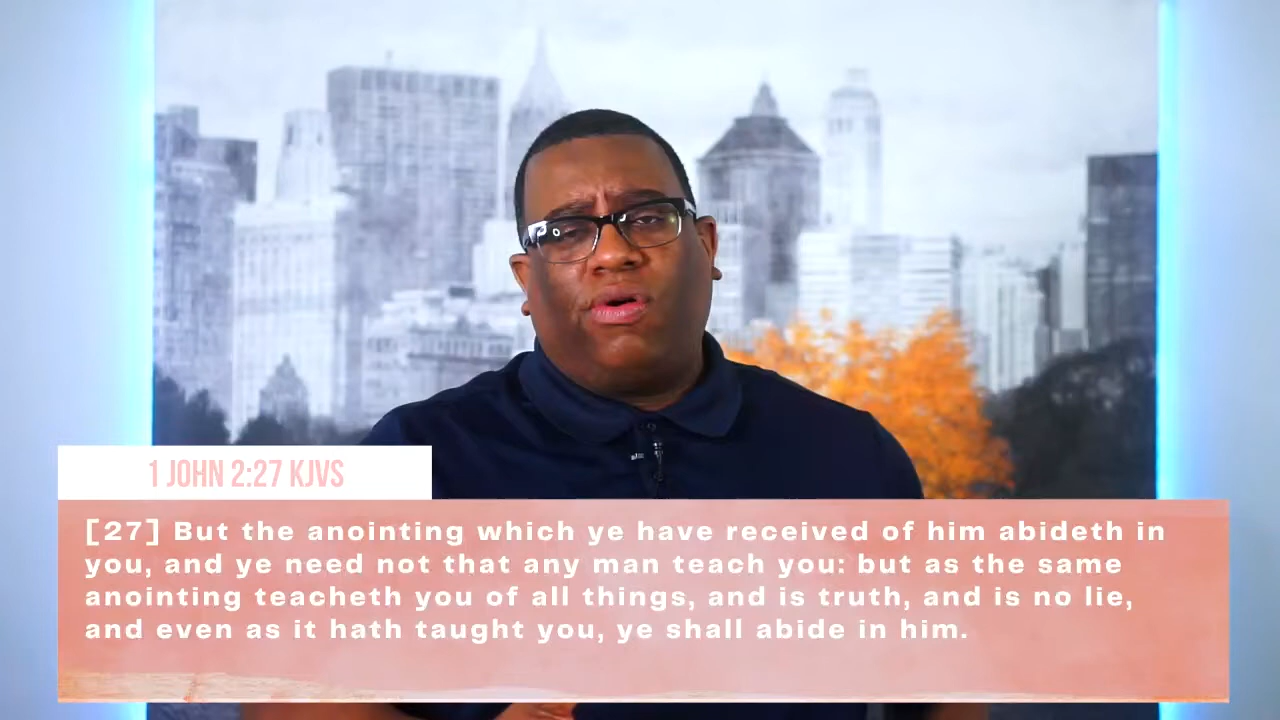 1 JOHN 2:27 KJVS
[27] But the anointing which ye have received of him abideth in
you, and ye need not that any man teach you: but as the same
anointing teacheth you of all things, and is truth, and is no lie,
and even as it hath taught you, ye shall abide in him.